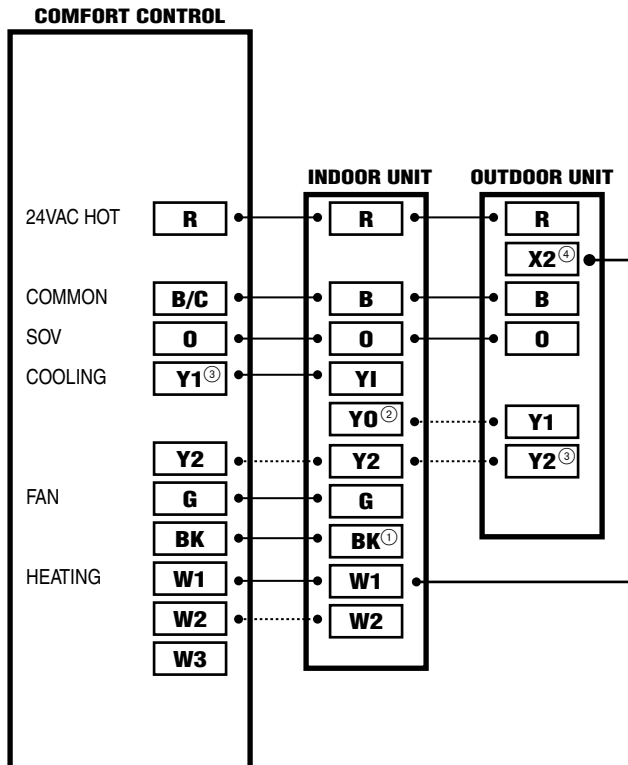 COMFORT CONTROL
INDOOR UNIT OUTDOOR UNIT
24VAC HOT R R R
X2④
COMMON B/C B B
SOV O O O
COOLING Y1③ YI
YO② Y1
Y2 Y2 Y2③
FAN G G
BK BK①
HEATING W1 W1
W2 W2
W3